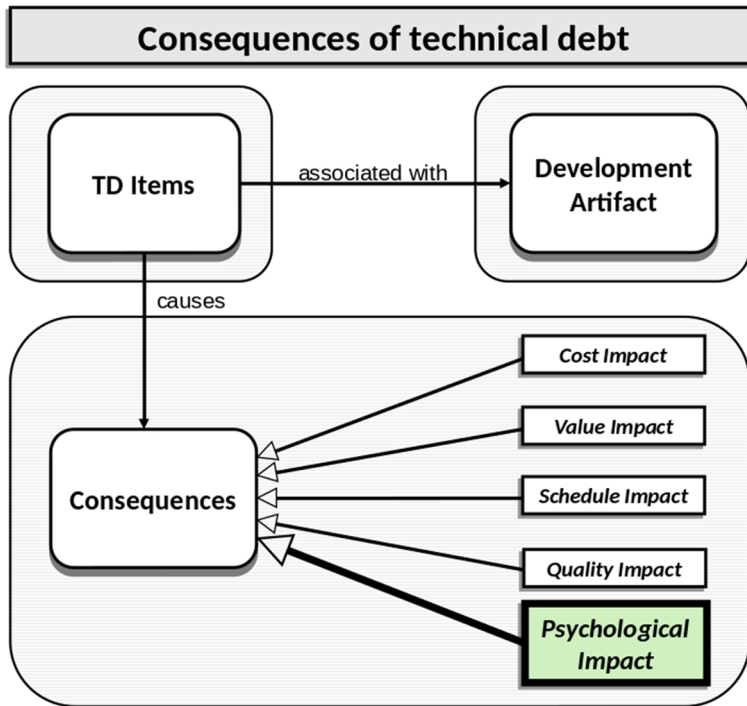 Consequences of technical debt
TD Items
associated with
Development
Artifact
causes
Cost Impact
Value Impact
Consequences
Schedule Impact
Quality Impact
Psychological
Impact